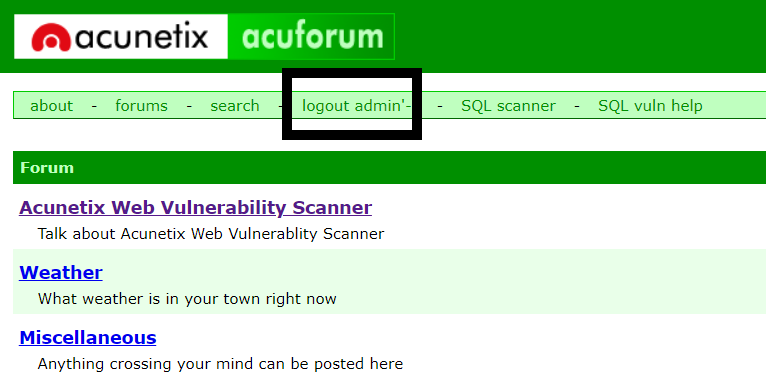 acunetix acuforum
about - forums - search - logout admin'- - SQL scanner - SQL vuln help
Forum
Acunetix Web Vulnerability Scanner
Talk about Acunetix Web Vulnerablity Scanner
Weather
What weather is in your town right now
Miscellaneous
Anything crossing your mind can be posted here